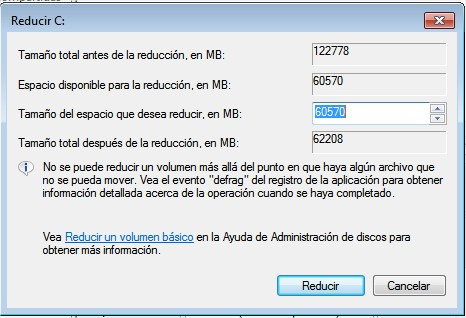 Reducir C:
Tamaño total antes de la reducción, en MB: 122778
Espacio disponible para la reducción, en MB: 60570
Tamaño del espacio que desea reducir, en MB: 60570
Tamaño total después de la reducción, en MB: 62208
No se puede reducir un volumen más allá del punto en que haya algún archivo que
no se pueda mover. Vea el evento "defrag" del registro de la aplicación para obtener
información detallada acerca de la operación cuando se haya completado.
Vea Reducir un volumen básico en la Ayuda de Administración de discos para
obtener más información.
Reducir Cancelar